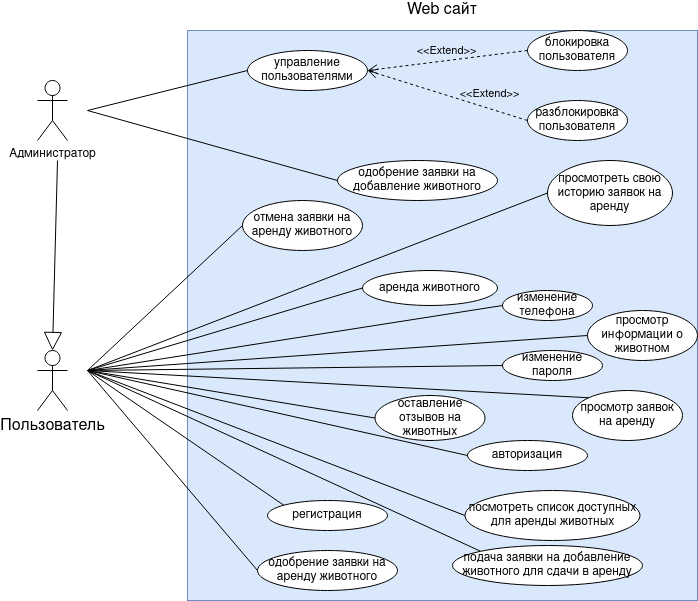 Web сайт
управление
пользователями
<<Extend>>
блокировка
пользователя
<<Extend>>
разблокировка
пользователя
Администратор
одобрение заявки на
добавление животного
просмотреть свою
историю заявок на
аренду
отмена заявки на
аренду животного
аренда животного
изменение
телефона
просмотр
информации о
животном
изменение
пароля
Пользователь
оставление
отзывов на
животных
просмотр заявок
на аренду
авторизация
регистрация
посмотреть список доступных
для аренды животных
одобрение заявки на
аренду животного
подача заявки на добавление
животного для сдачи в аренду